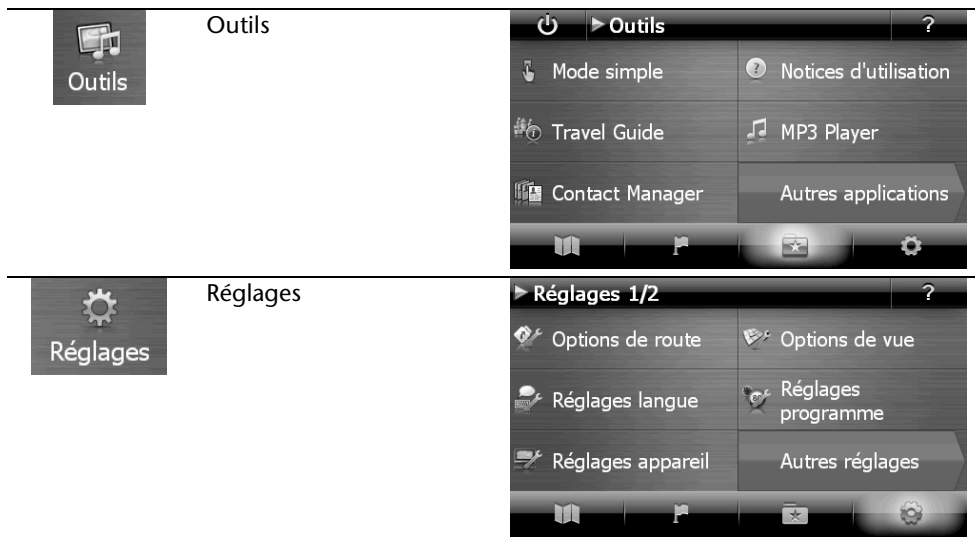 Outils
Outils
Outils ?
Mode simple
Notices d'utilisation
Travel Guide
MP3 Player
Contact Manager
Autres applications
Réglages
Réglages
Réglages 1/2 ?
Options de route
Options de vue
Réglages langue
Réglages
programme
Réglages appareil
Autres réglages